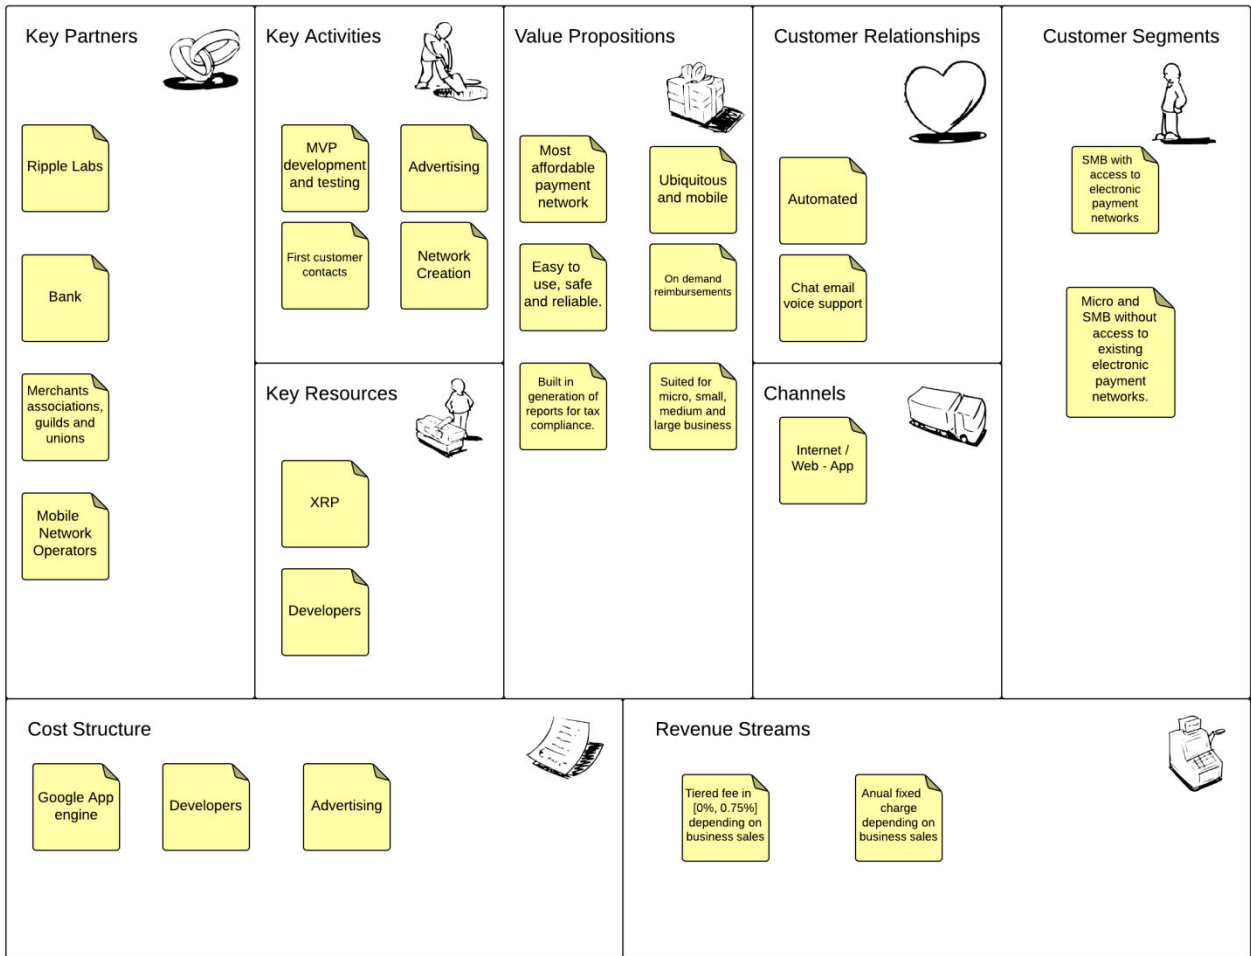 Key Partners
Ripple Labs
Bank
Merchants
associations,
guilds and
unions
Mobile
Network
Operators
Key Activities
MVP
development
and testing
Advertising
First customer
contacts
Network
Creation
Key Resources
XRP
Developers
Value Propositions
Most
affordable
payment
network
Ubiquitous
and mobile
Easy to
use, safe
and reliable.
On demand
reimbursements
Built in
generation of
reports for tax
compliance.
Suited for
micro, small,
medium and
large business
Customer Relationships
Automated
Chat email
voice support
Channels
Internet /
Web - App
Customer Segments
SMB with
access to
electronic
payment
networks
Micro and
SMB without
access to
existing
electronic
payment
networks.
Cost Structure
Google App
engine
Developers
Advertising
Revenue Streams
Tiered fee in
[0%, 0.75%]
depending on
business sales
Anual fixed
charge
depending on
business sales